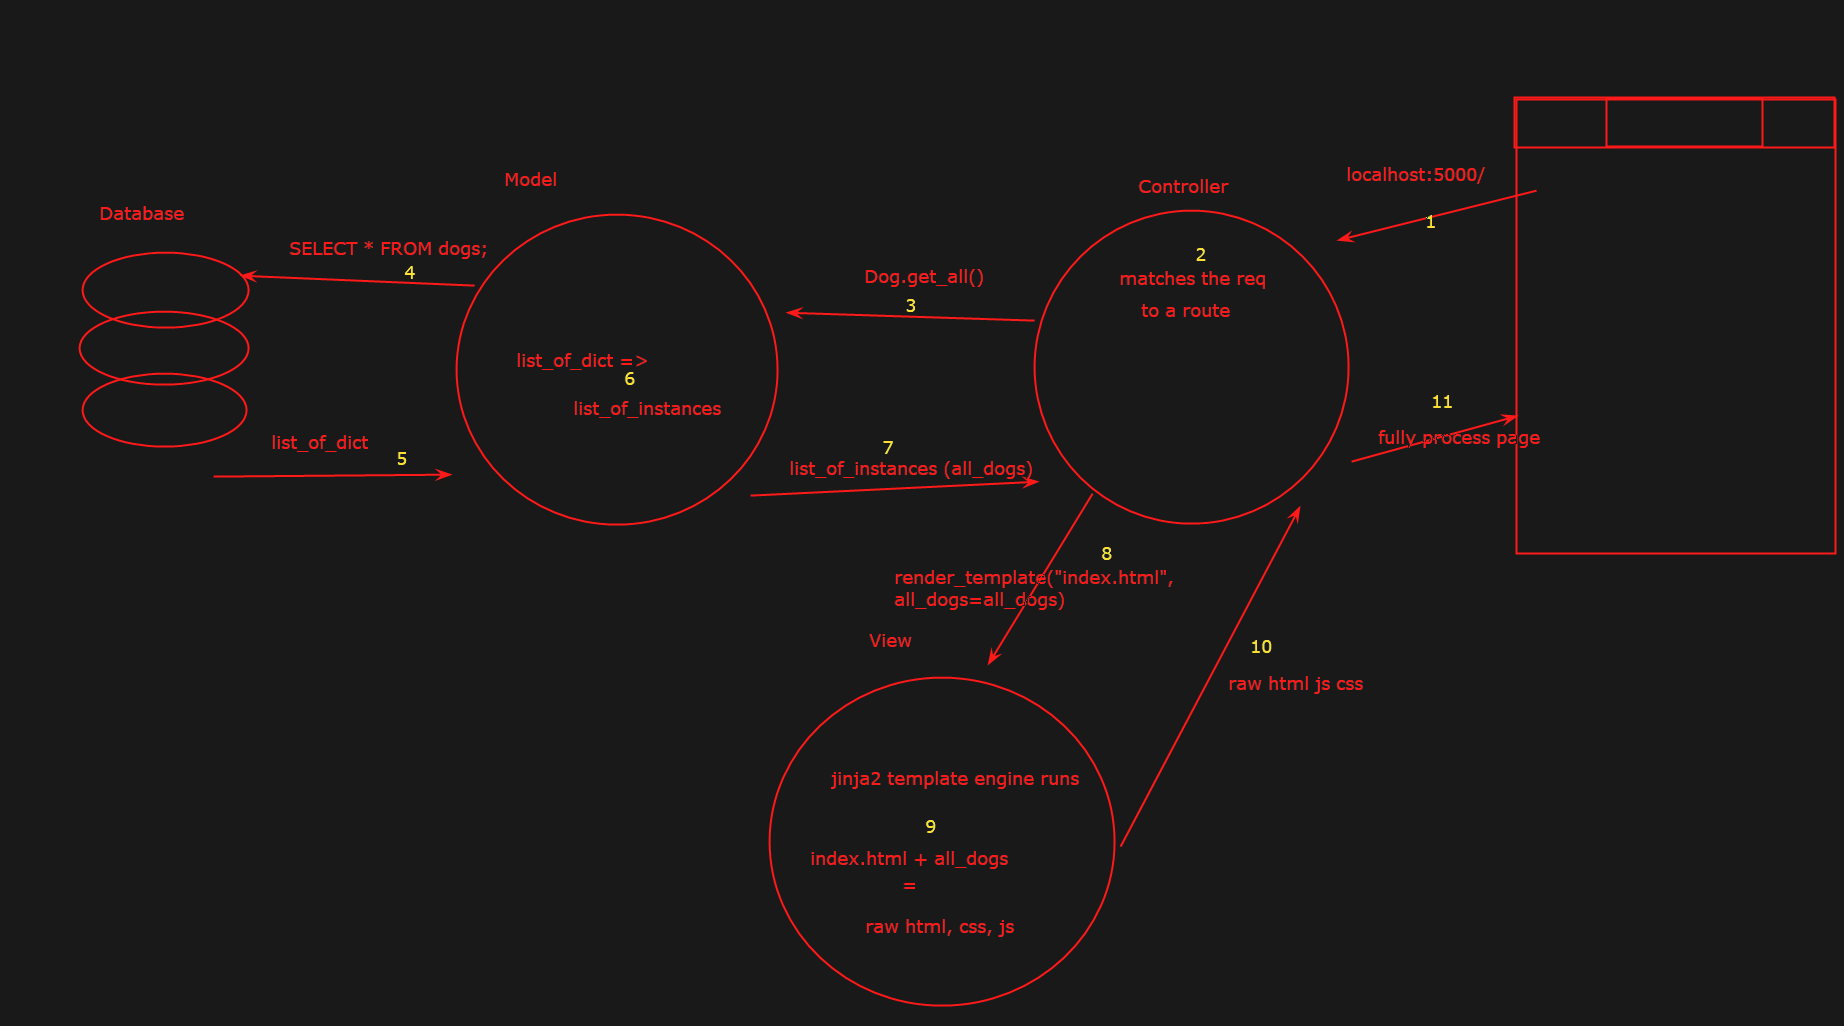 Database
Model
Controller
localhost:5000/
1
2
matches the req
to a route
Dog.get_all()
3
SELECT * FROM dogs;
4
list_of_dict
5
list_of_dict =>
6
list_of_instances
7
list_of_instances (all_dogs)
8
render_template("index.html",
all_dogs=all_dogs)
View
jinja2 template engine runs
9
index.html + all_dogs
=
raw html, css, js
10
raw html js css
11
fully process page